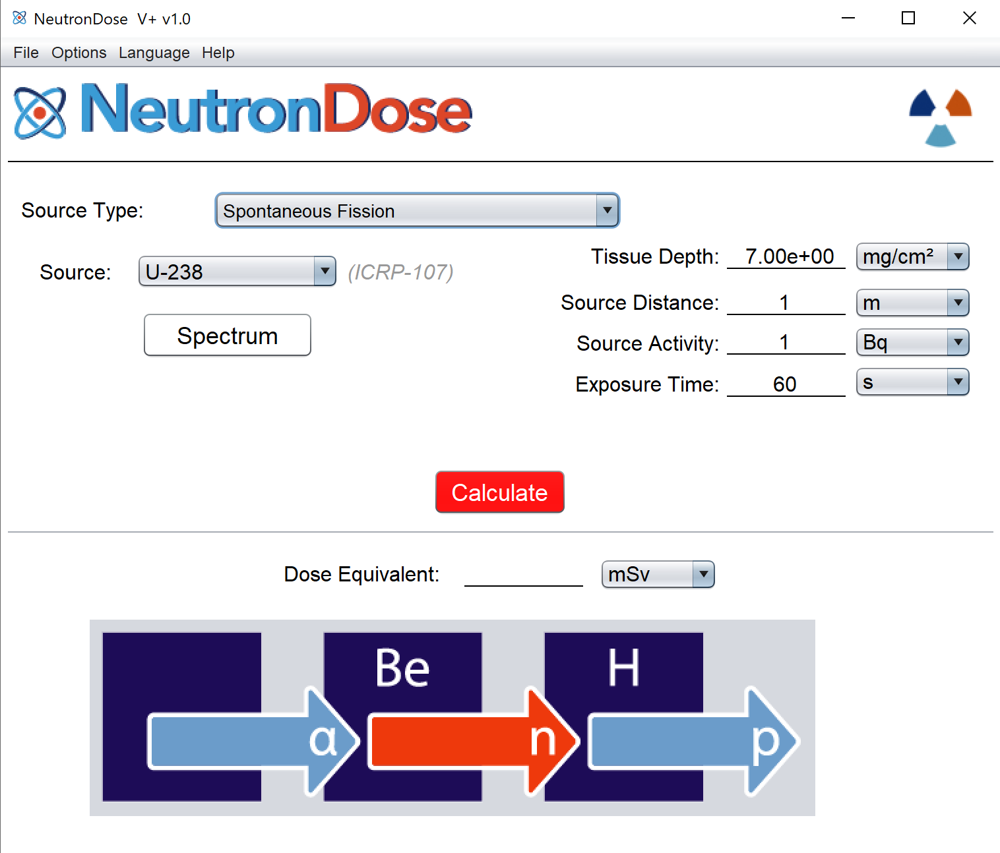 NeutronDose V+ v1.0
File Options Language Help
NeutronDose
Source Type: Spontaneous Fission
Source: U-238 (ICRP-107)
Spectrum
Tissue Depth: 7.00e+00 mg/cm²
Source Distance: 1 m
Source Activity: 1 Bq
Exposure Time: 60 s
Calculate
Dose Equivalent: mSv
Be H
α n p